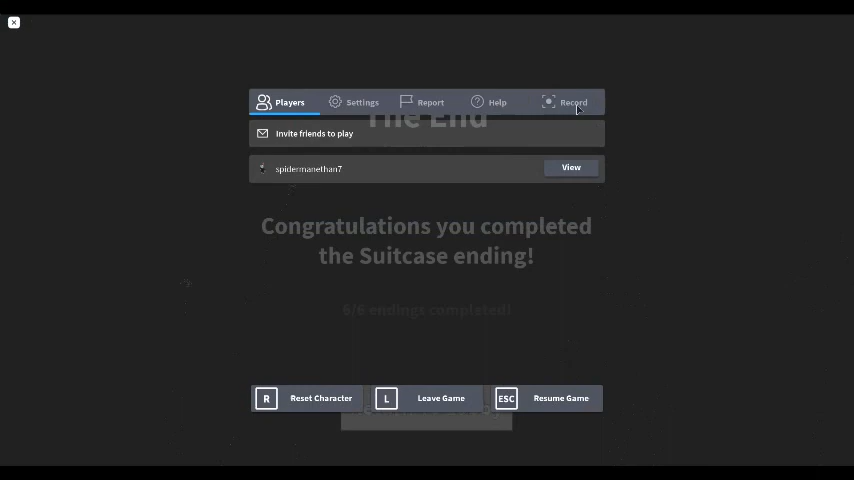 Players Settings Report Help Record
The End
Invite friends to play
spidermanethan7 View
Congratulations you completed
the Suitcase ending!
6/6 endings completed!
R Reset Character L Leave Game ESC Resume Game